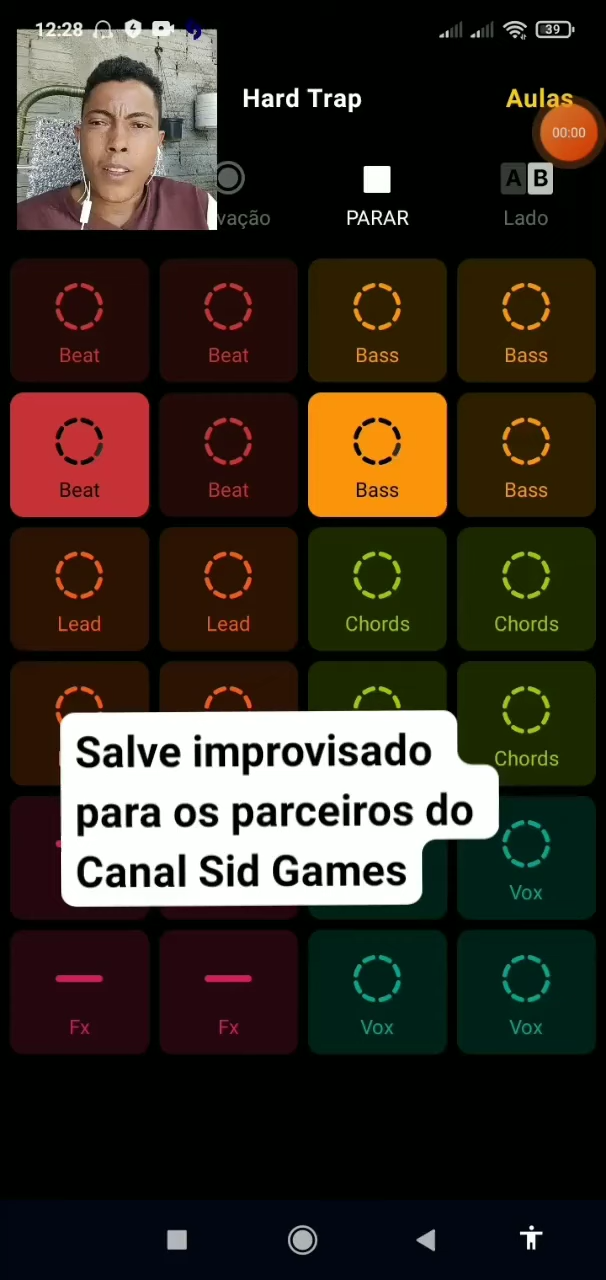 12:28
39
Hard Trap
Aulas
00:00
vação
PARAR
A B
Lado
Beat
Beat
Bass
Bass
Beat
Beat
Bass
Bass
Lead
Lead
Chords
Chords
Chords
Salve improvisado
para os parceiros do
Canal Sid Games
Vox
Fx
Fx
Vox
Vox